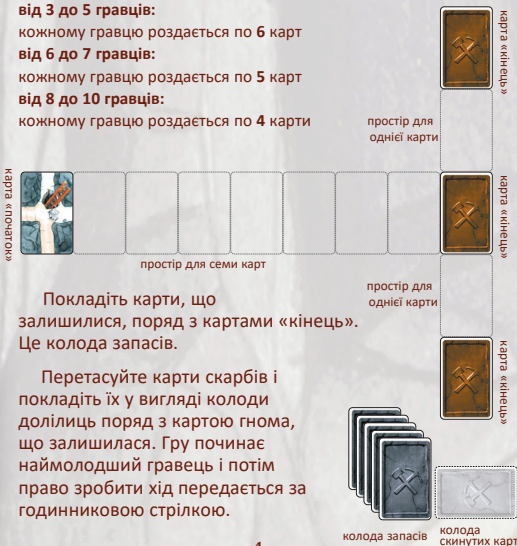 від 3 до 5 гравців:
кожному гравцю роздається по 6 карт
від 6 до 7 гравців:
кожному гравцю роздається по 5 карт
від 8 до 10 гравців:
кожному гравцю роздається по 4 карти
карта «кінець»
простір для
однієї карти
карта «початок»
карта «кінець»
простір для семи карт
простір для
однієї карти
Покладіть карти, що
залишилися, поряд з картами «кінець».
Це колода запасів.
карта «кінець»
Перетасуйте карти скарбів і
покладіть їх у вигляді колоди
долілиць поряд з картою гнома,
що залишилася. Гру починає
наймолодший гравець і потім
право зробити хід передається за
годинниковою стрілкою.
колода запасів
колода
скинутих карт
4